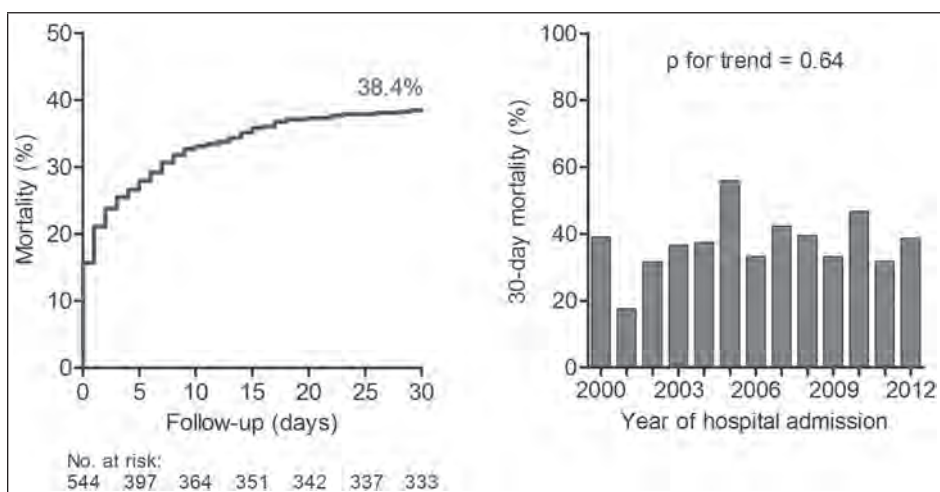 50
40
30
20
10
0
Mortality (%)
38.4%
0 5 10 15 20 25 30
Follow-up (days)
No. at risk:
544 397 364 351 342 337 333
100
80
60
40
20
0
30-day mortality (%)
p for trend = 0.64
2000 2003 2006 2009 2012
Year of hospital admission